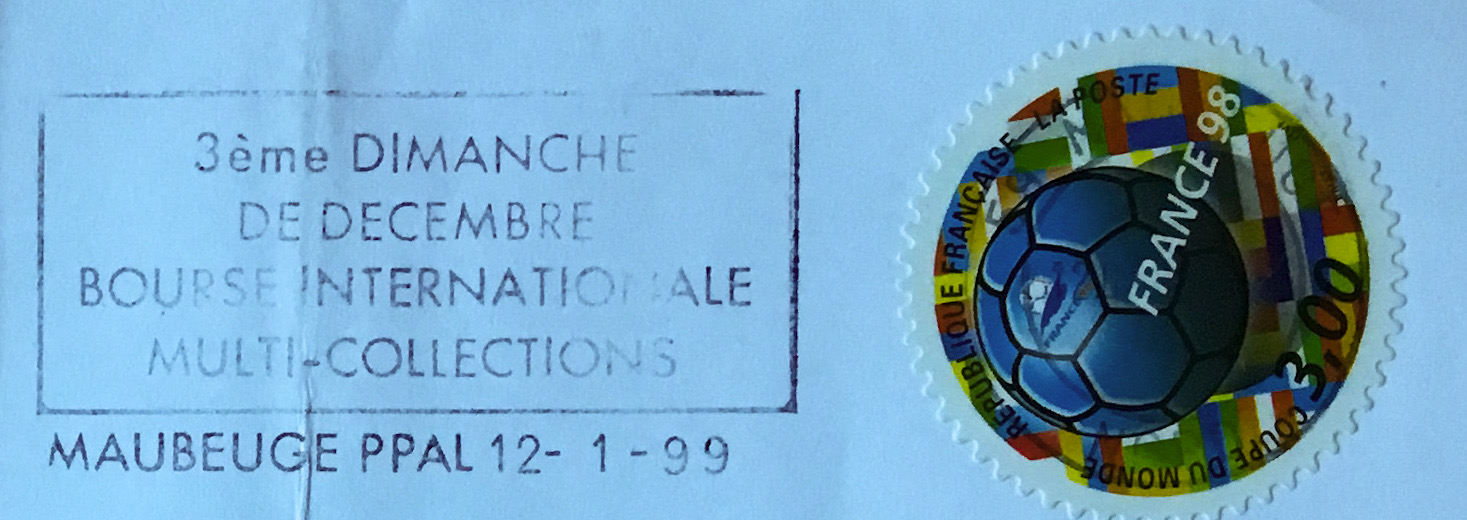 3ème DIMANCHE
DE DECEMBRE
BOURSE INTERNATIONALE
MULTI-COLLECTIONS
MAUBEUGE PPAL 12- 1 -99
RÉPUBLIQUE FRANÇAISE - LA POSTE
FRANCE 98
FRANCE
3,00
COUPE DU MONDE